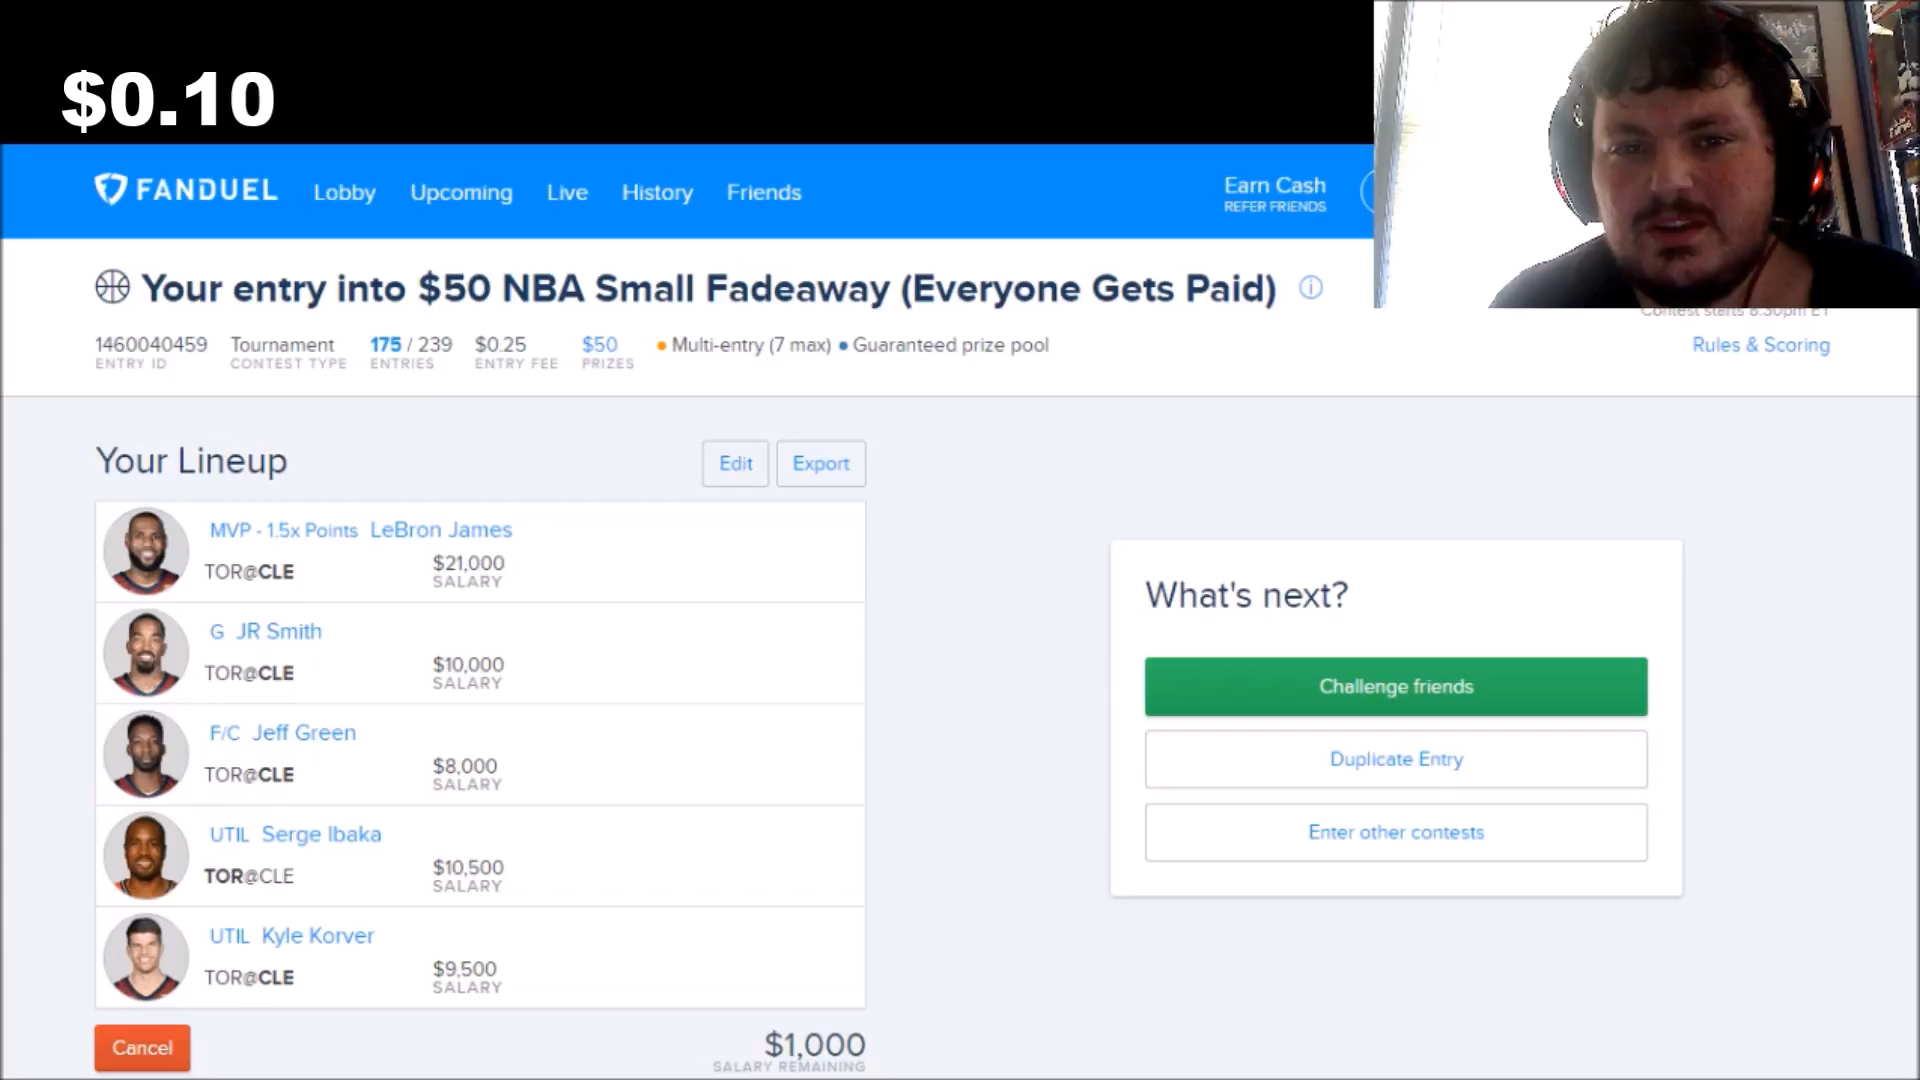 $0.10
FANDUEL Lobby Upcoming Live History Friends
Earn Cash
REFER FRIENDS
Your entry into $50 NBA Small Fadeaway (Everyone Gets Paid)
Contest starts 8:30pm ET
1460040459 Tournament 175 / 239 $0.25 $50 Multi-entry (7 max) Guaranteed prize pool Rules & Scoring
ENTRY ID CONTEST TYPE ENTRIES ENTRY FEE PRIZES
Your Lineup Edit Export
MVP - 1.5x Points LeBron James
TOR@CLE $21,000
SALARY
G JR Smith
TOR@CLE $10,000
SALARY
F/C Jeff Green
TOR@CLE $8,000
SALARY
UTIL Serge Ibaka
TOR@CLE $10,500
SALARY
UTIL Kyle Korver
TOR@CLE $9,500
SALARY
Cancel $1,000
SALARY REMAINING
What's next?
Challenge friends
Duplicate Entry
Enter other contests